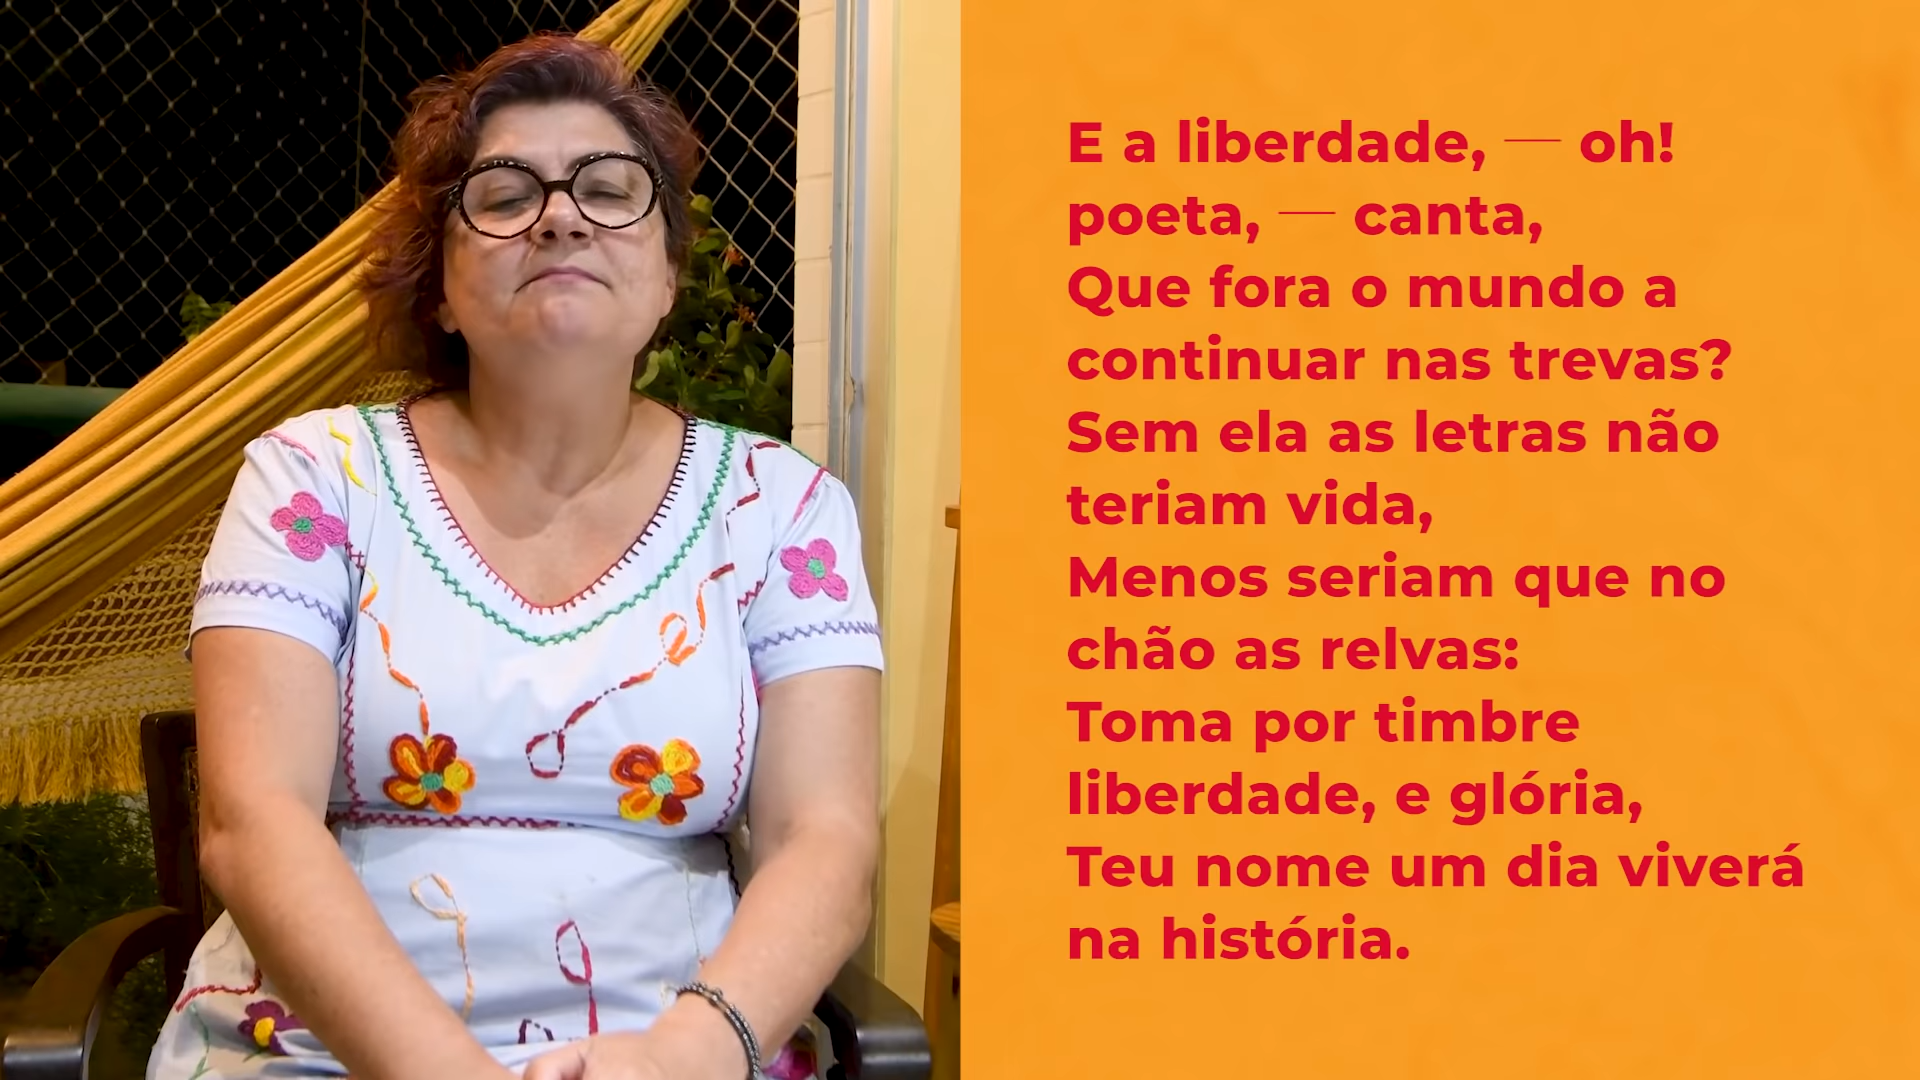 E a liberdade, — oh!
poeta, — canta,
Que fora o mundo a
continuar nas trevas?
Sem ela as letras não
teriam vida,
Menos seriam que no
chão as relvas:
Toma por timbre
liberdade, e glória,
Teu nome um dia viverá
na história.